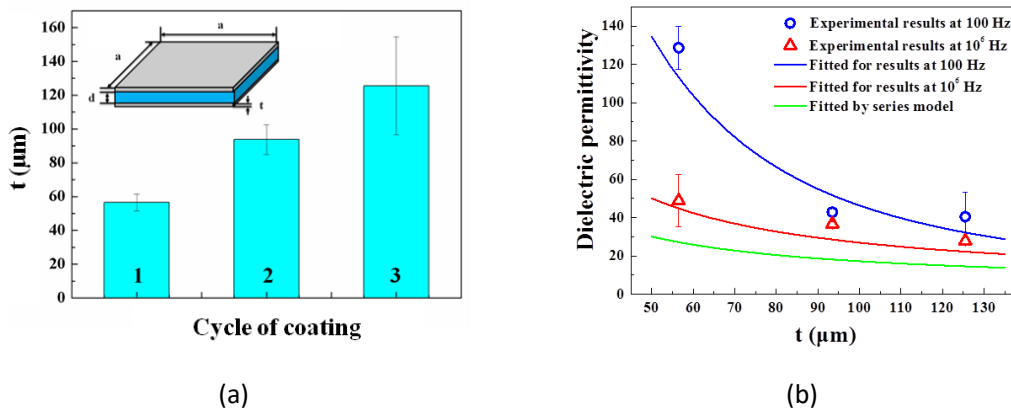 160
140
120
100
80
60
40
20
0
t (μm)
a
a
d
t
1
2
3
Cycle of coating
(a)
140
120
100
80
60
40
20
0
Dielectric permittivity
Experimental results at 100 Hz
Experimental results at 10⁶ Hz
Fitted for results at 100 Hz
Fitted for results at 10⁶ Hz
Fitted by series model
50 60 70 80 90 100 110 120 130
t (μm)
(b)